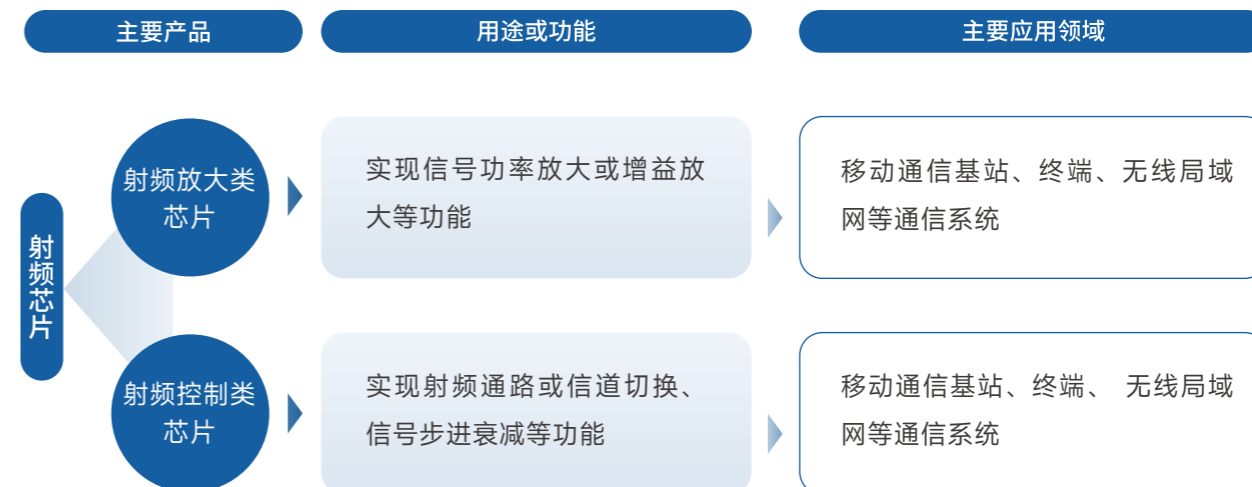 主要产品
用途或功能
主要应用领域
射频芯片
射频放大类
芯片
实现信号功率放大或增益放
大等功能
移动通信基站、终端、无线局域
网等通信系统
射频控制类
芯片
实现射频通路或信道切换、
信号步进衰减等功能
移动通信基站、终端、 无线局域
网等通信系统